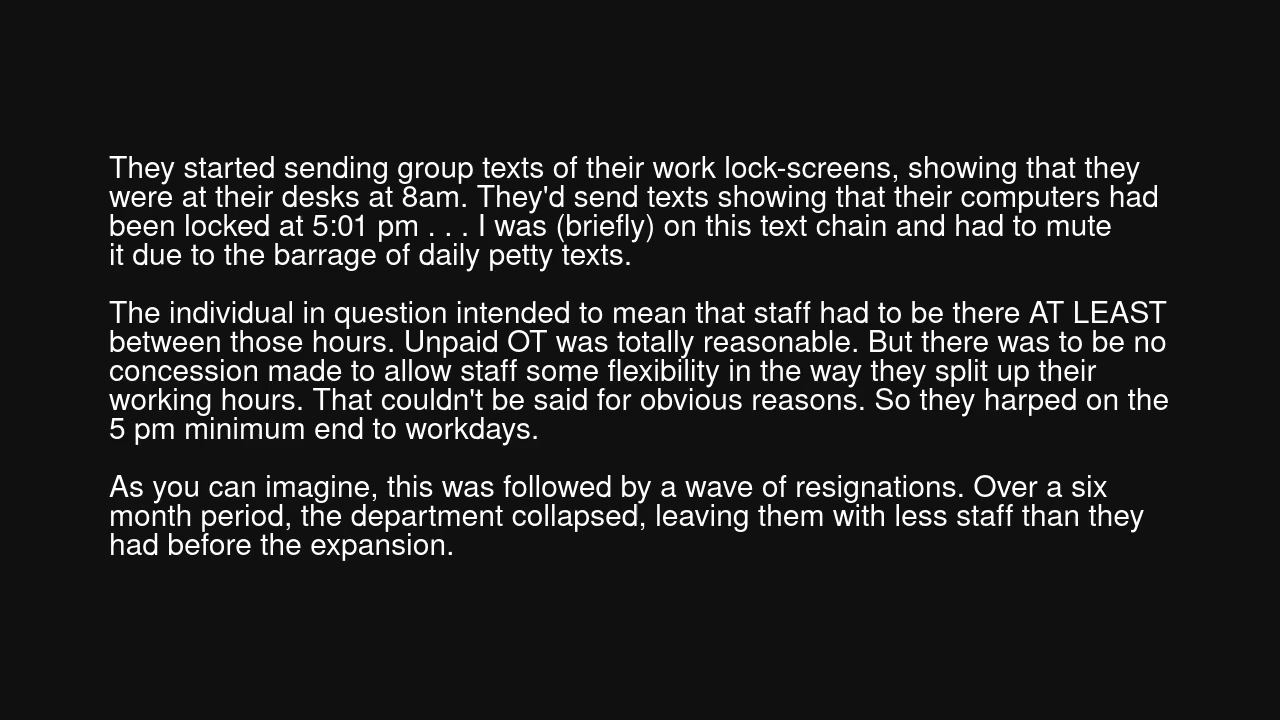 They started sending group texts of their work lock-screens, showing that they
were at their desks at 8am. They'd send texts showing that their computers had
been locked at 5:01 pm . . . I was (briefly) on this text chain and had to mute
it due to the barrage of daily petty texts.

The individual in question intended to mean that staff had to be there AT LEAST
between those hours. Unpaid OT was totally reasonable. But there was to be no
concession made to allow staff some flexibility in the way they split up their
working hours. That couldn't be said for obvious reasons. So they harped on the
5 pm minimum end to workdays.

As you can imagine, this was followed by a wave of resignations. Over a six
month period, the department collapsed, leaving them with less staff than they
had before the expansion.